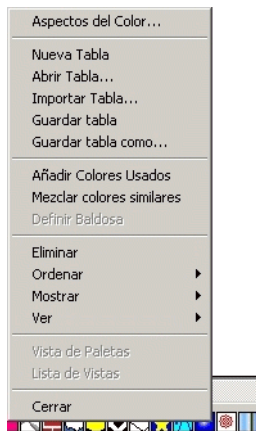 Aspectos del Color...
Nueva Tabla
Abrir Tabla...
Importar Tabla...
Guardar tabla
Guardar tabla como...
Añadir Colores Usados
Mezclar colores similares
Definir Baldosa
Eliminar
Ordenar
Mostrar
Ver
Vista de Paletas
Lista de Vistas
Cerrar